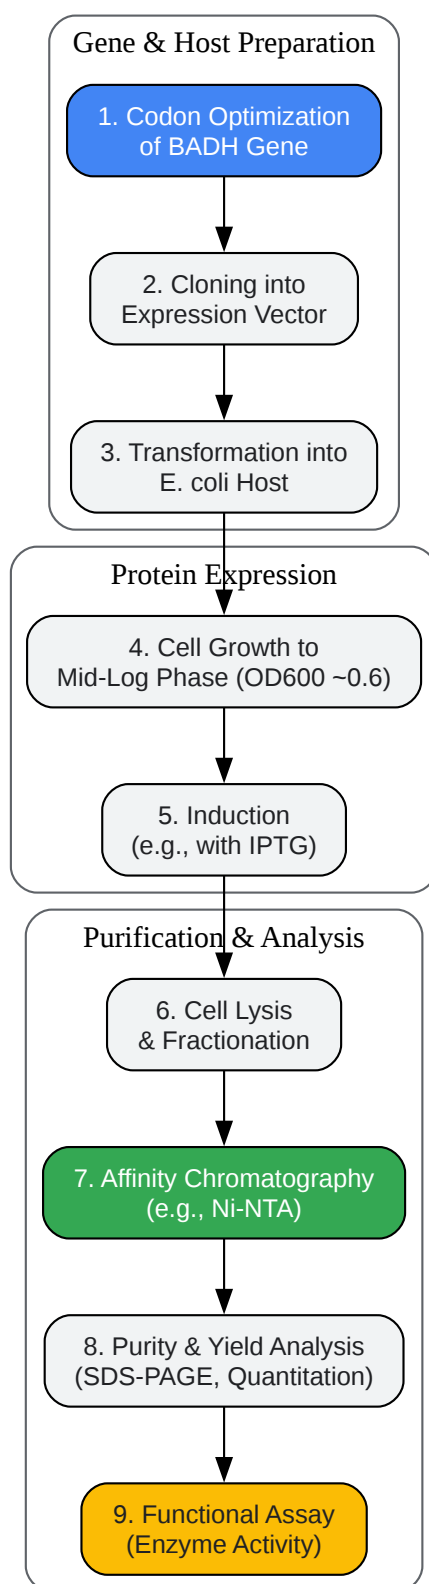 Gene & Host Preparation
1. Codon Optimization
of BADH Gene
2. Cloning into
Expression Vector
3. Transformation into
E. coli Host
Protein Expression
4. Cell Growth to
Mid-Log Phase (OD600 ~0.6)
5. Induction
(e.g., with IPTG)
Purification & Analysis
6. Cell Lysis
& Fractionation
7. Affinity Chromatography
(e.g., Ni-NTA)
8. Purity & Yield Analysis
(SDS-PAGE, Quantitation)
9. Functional Assay
(Enzyme Activity)